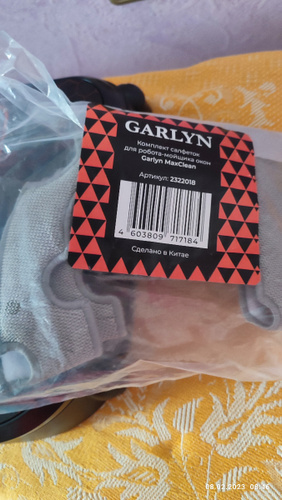 GARLYN
Комплект салфеток
для робота-мойщика окон
Garlyn MaxClean
Артикул: 2322018
4 603809 717184
Сделано в Китае